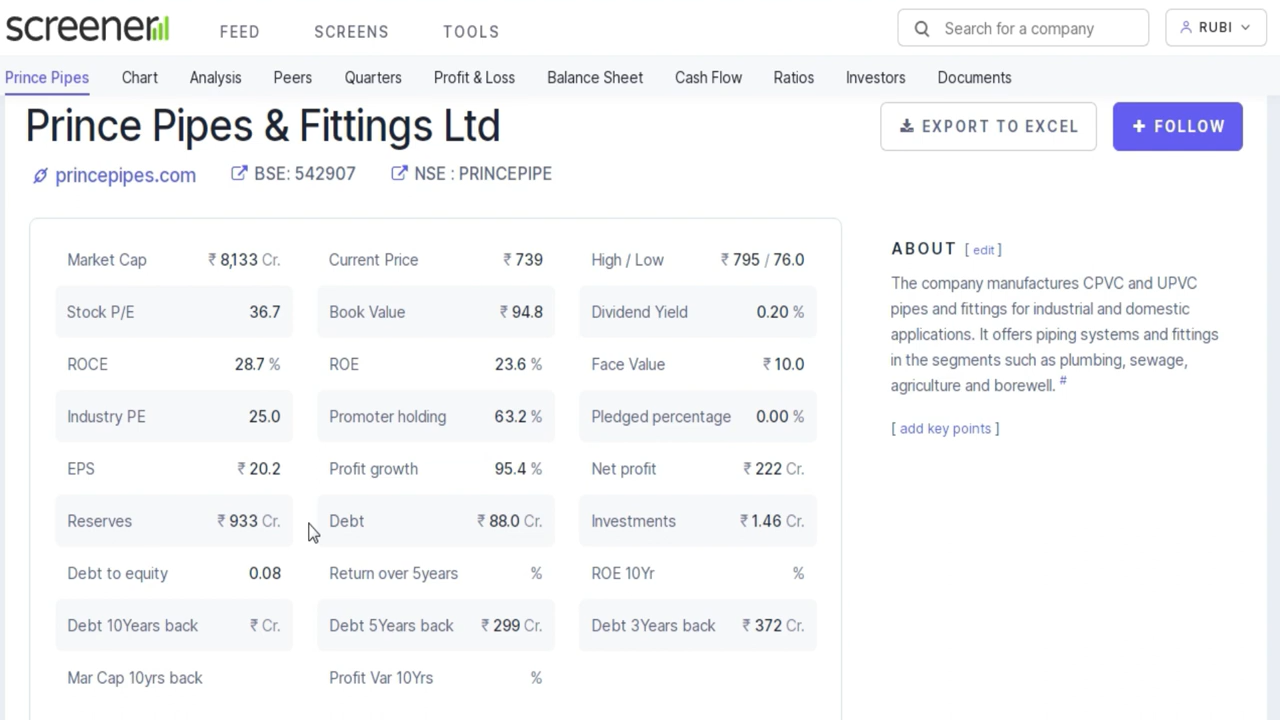 screener FEED SCREENS TOOLS Search for a company RUBI
Prince Pipes Chart Analysis Peers Quarters Profit & Loss Balance Sheet Cash Flow Ratios Investors Documents
Prince Pipes & Fittings Ltd
EXPORT TO EXCEL + FOLLOW
princepipes.com BSE: 542907 NSE : PRINCEPIPE
Market Cap ₹ 8,133 Cr. Current Price ₹ 739 High / Low ₹ 795 / 76.0
Stock P/E 36.7 Book Value ₹ 94.8 Dividend Yield 0.20 %
ROCE 28.7 % ROE 23.6 % Face Value ₹ 10.0
Industry PE 25.0 Promoter holding 63.2 % Pledged percentage 0.00 %
EPS ₹ 20.2 Profit growth 95.4 % Net profit ₹ 222 Cr.
Reserves ₹ 933 Cr. Debt ₹ 88.0 Cr. Investments ₹ 1.46 Cr.
Debt to equity 0.08 Return over 5years % ROE 10Yr %
Debt 10Years back ₹ Cr. Debt 5Years back ₹ 299 Cr. Debt 3Years back ₹ 372 Cr.
Mar Cap 10yrs back Profit Var 10Yrs %
ABOUT [ edit ]
The company manufactures CPVC and UPVC
pipes and fittings for industrial and domestic
applications. It offers piping systems and fittings
in the segments such as plumbing, sewage,
agriculture and borewell. #
[ add key points ]